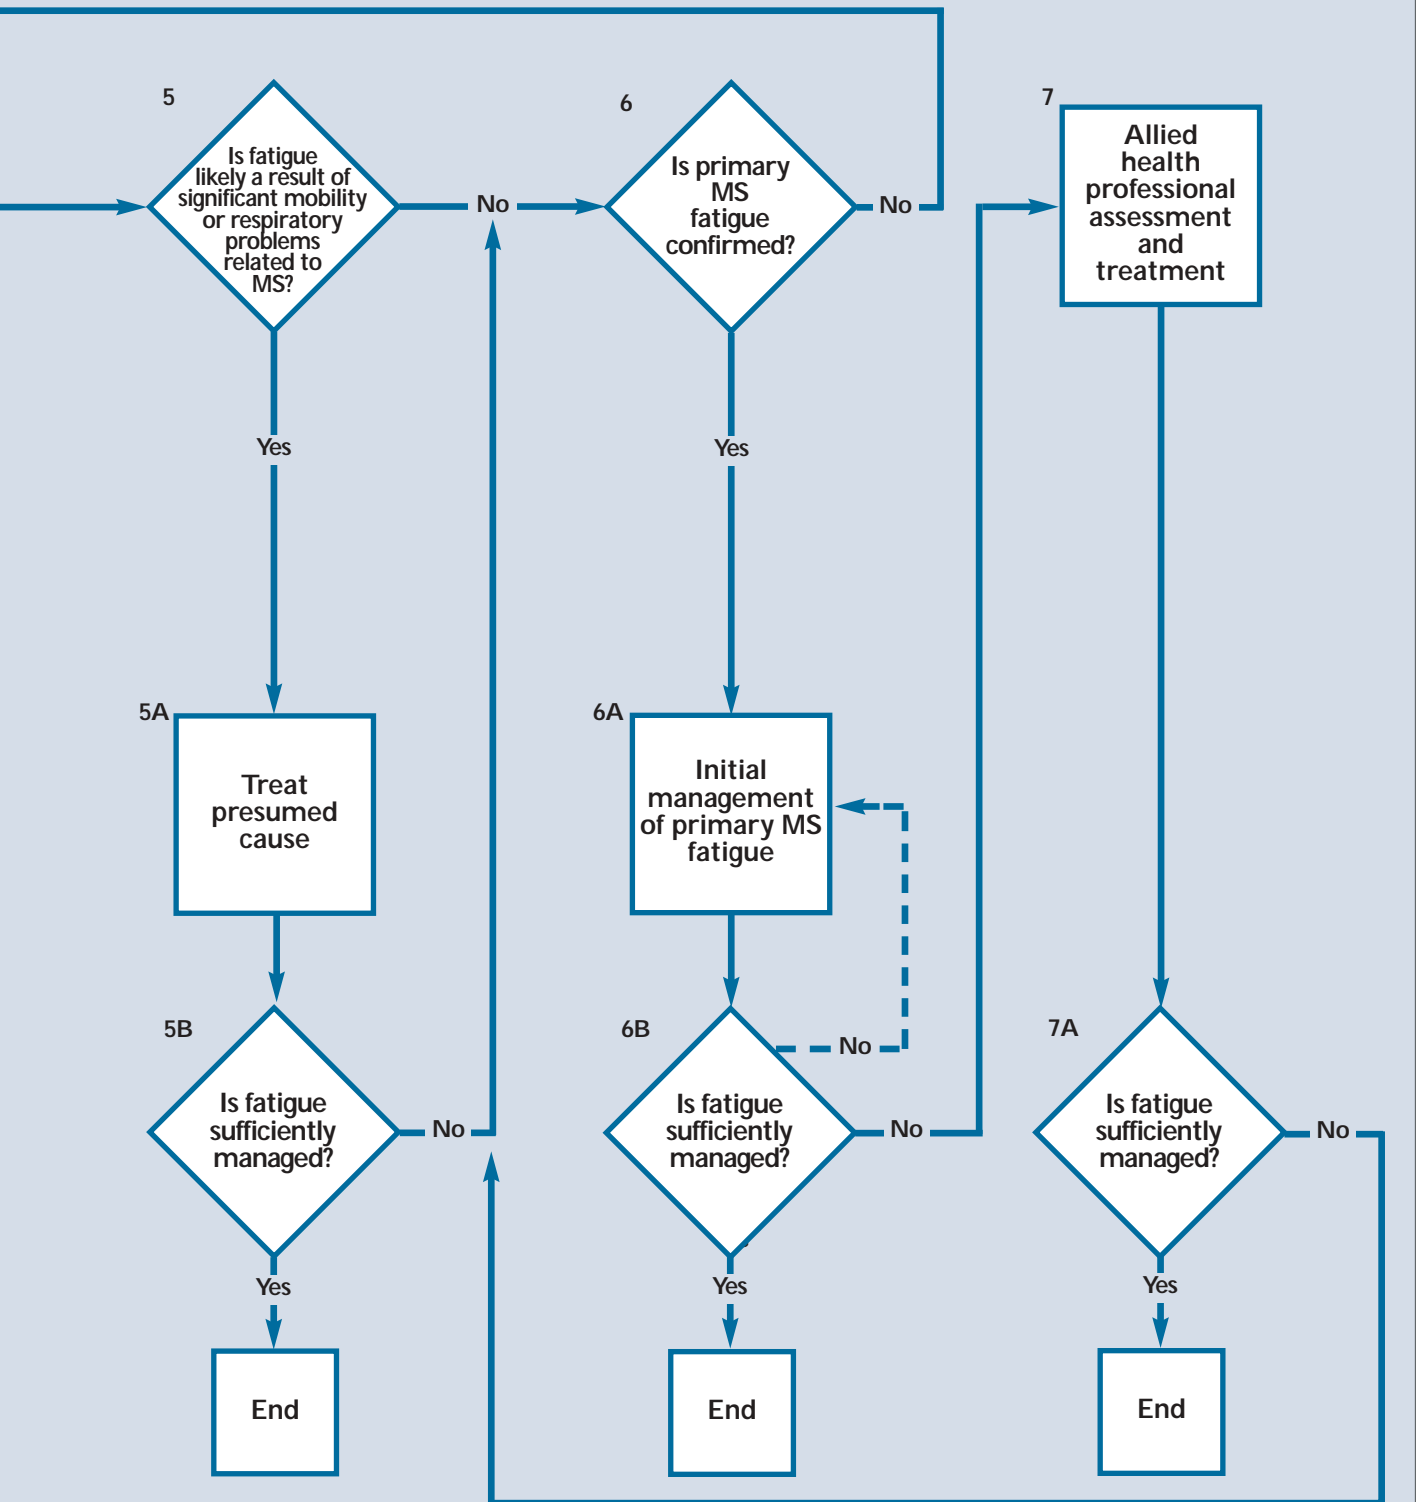 5
Is fatigue
likely a result of
significant mobility
or respiratory
problems
related to
MS?
No
Yes
5A
Treat
presumed
cause
5B
Is fatigue
sufficiently
managed?
No
Yes
End
6
Is primary
MS
fatigue
confirmed?
No
Yes
6A
Initial
management
of primary MS
fatigue
6B
No
Is fatigue
sufficiently
managed?
No
Yes
End
7
Allied
health
professional
assessment
and
treatment
7A
Is fatigue
sufficiently
managed?
No
Yes
End